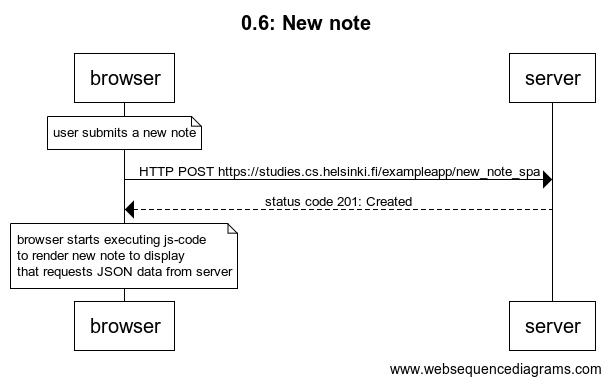 0.6: New note
browser
server
user submits a new note
HTTP POST https://studies.cs.helsinki.fi/exampleapp/new_note_spa
status code 201: Created
browser starts executing js-code
to render new note to display
that requests JSON data from server
browser
server
www.websequencediagrams.com